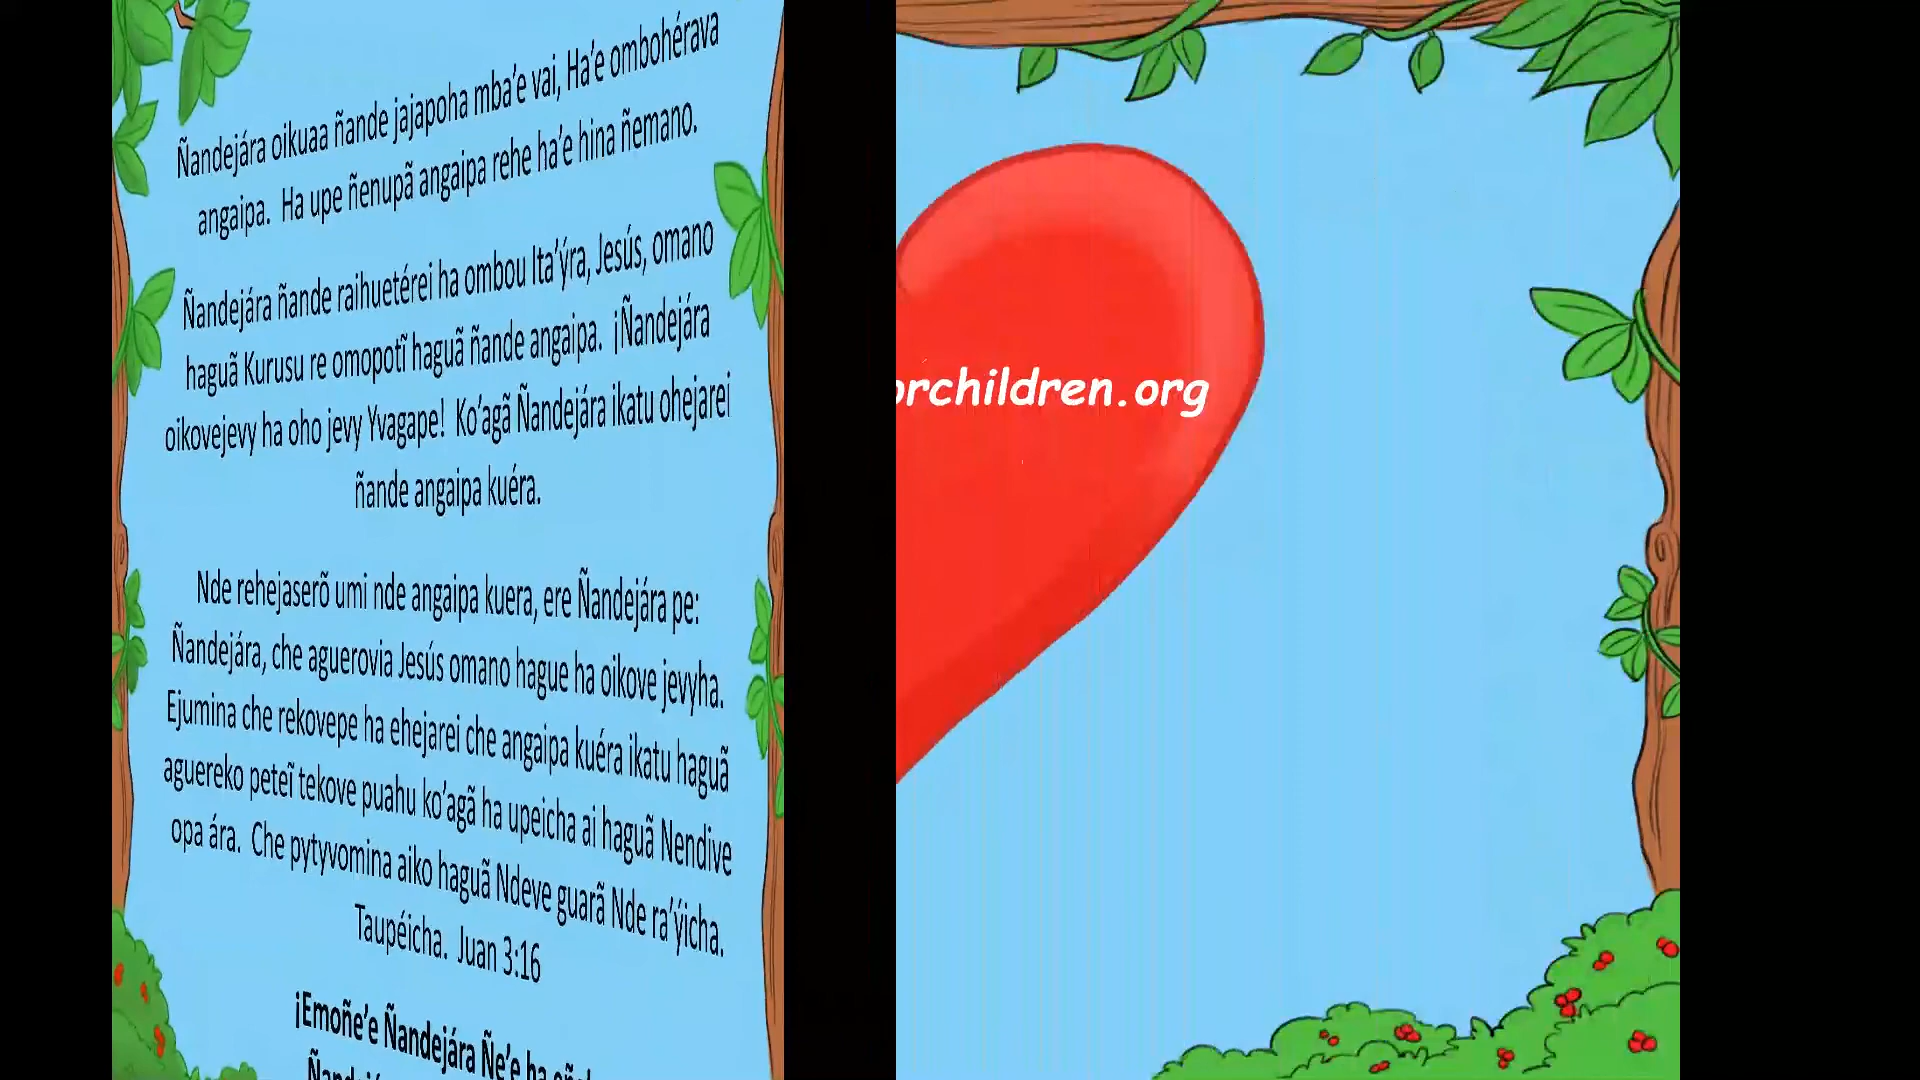 Ñandejára oikuaa ñande jajapoha mba'e vai, Ha'e ombohérava
angaipa. Ha upe ñenupã angaipa rehe ha'e hina ñemano.
Ñandejára ñande raihuetérei ha ombou Ita'ýra, Jesús, omano
haguã Kurusu re omopotĩ haguã ñande angaipa. ¡Ñandejára
oikovejevy ha oho jevy Yvagape! Ko'agã Ñandejára ikatu ohejarei
ñande angaipa kuéra.
Nde rehejaserõ umi nde angaipa kuera, ere Ñandejára pe:
Ñandejára, che aguerovia Jesús omano hague ha oikove jevyha.
Ejumina che rekovepe ha ehejarei che angaipa kuéra ikatu haguã
aguereko peteĩ tekove puahu ko'agã ha upeicha ai haguã Nendive
opa ára. Che pytyvomina aiko haguã Ndeve guarã Nde ra'ýicha.
Taupéicha. Juan 3:16
¡Emoñe'e Ñandejára Ñe'e ha
orchildren.org